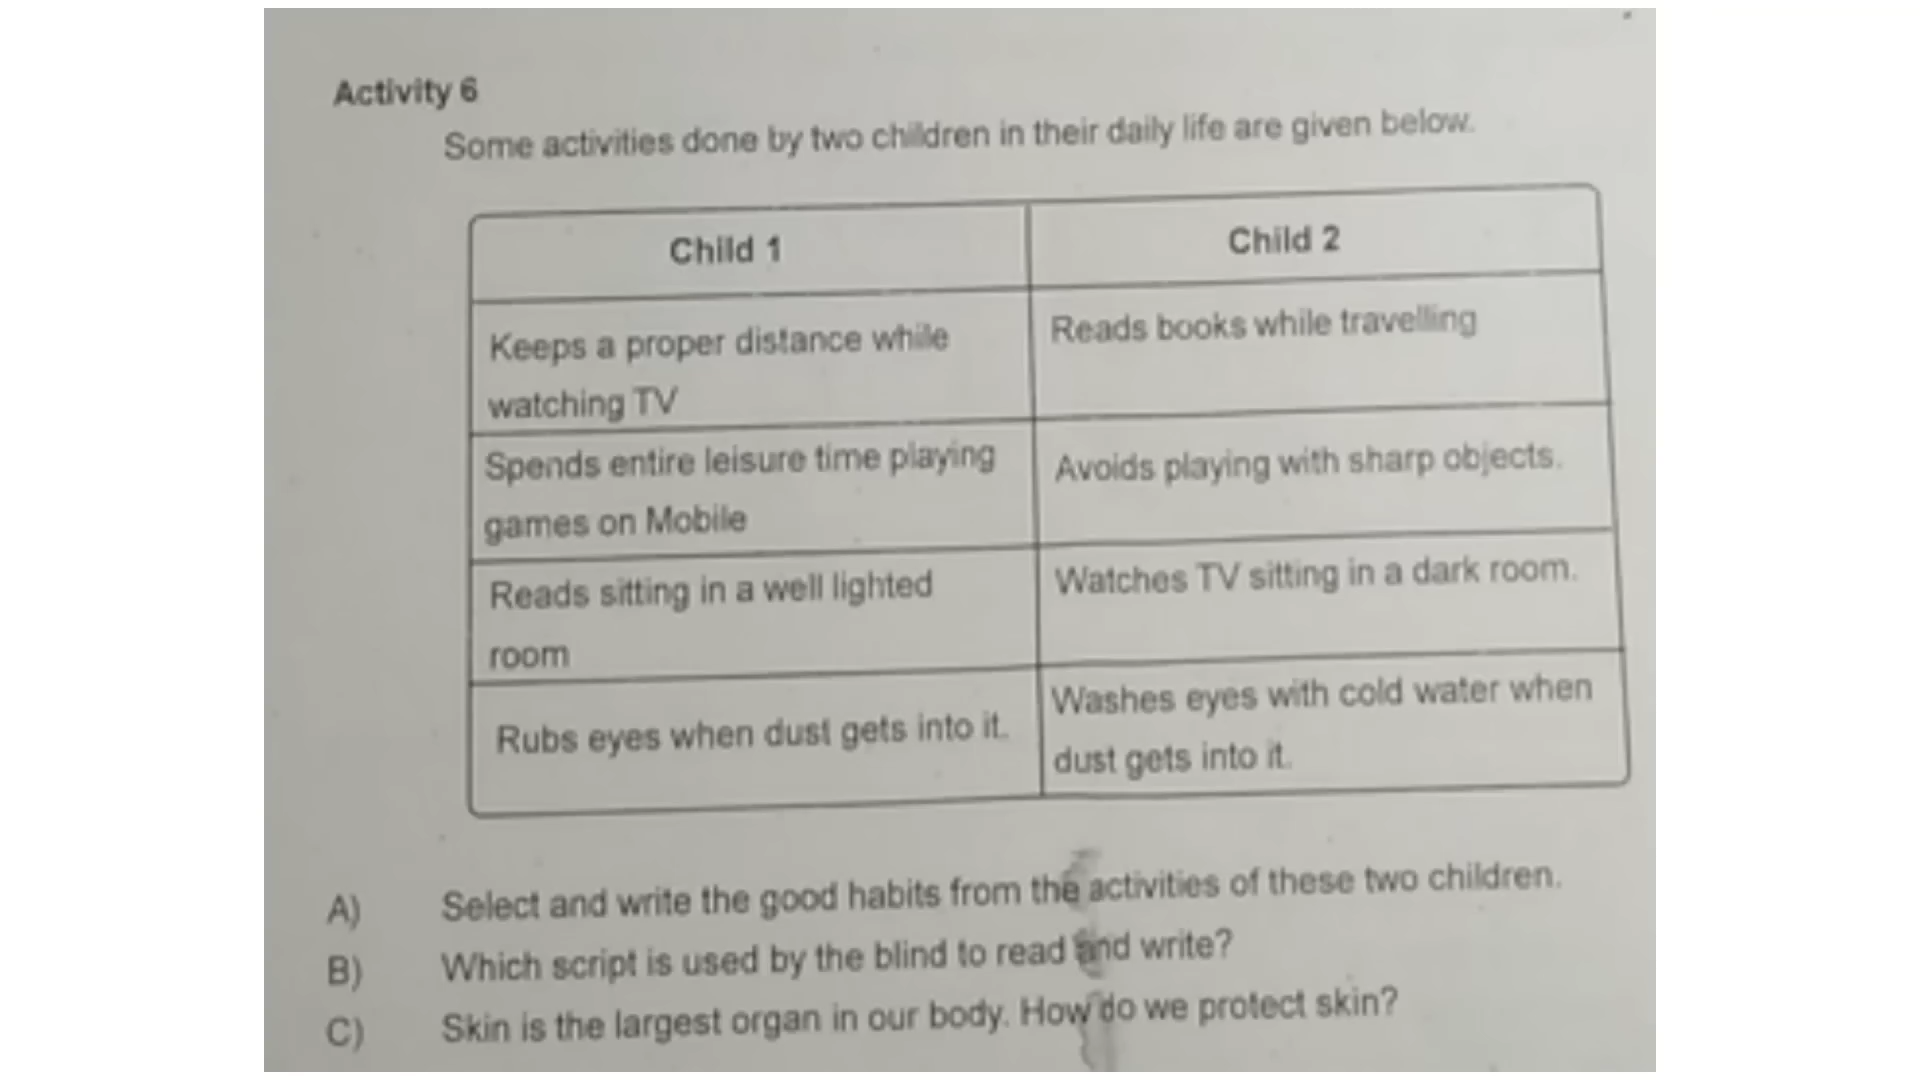 Activity 6
Some activities done by two children in their daily life are given below.
Child 1
Child 2
Keeps a proper distance while
watching TV
Reads books while travelling
Spends entire leisure time playing
games on Mobile
Avoids playing with sharp objects.
Reads sitting in a well lighted
room
Watches TV sitting in a dark room.
Rubs eyes when dust gets into it.
Washes eyes with cold water when
dust gets into it.
A) Select and write the good habits from the activities of these two children.
B) Which script is used by the blind to read and write?
C) Skin is the largest organ in our body. How do we protect skin?